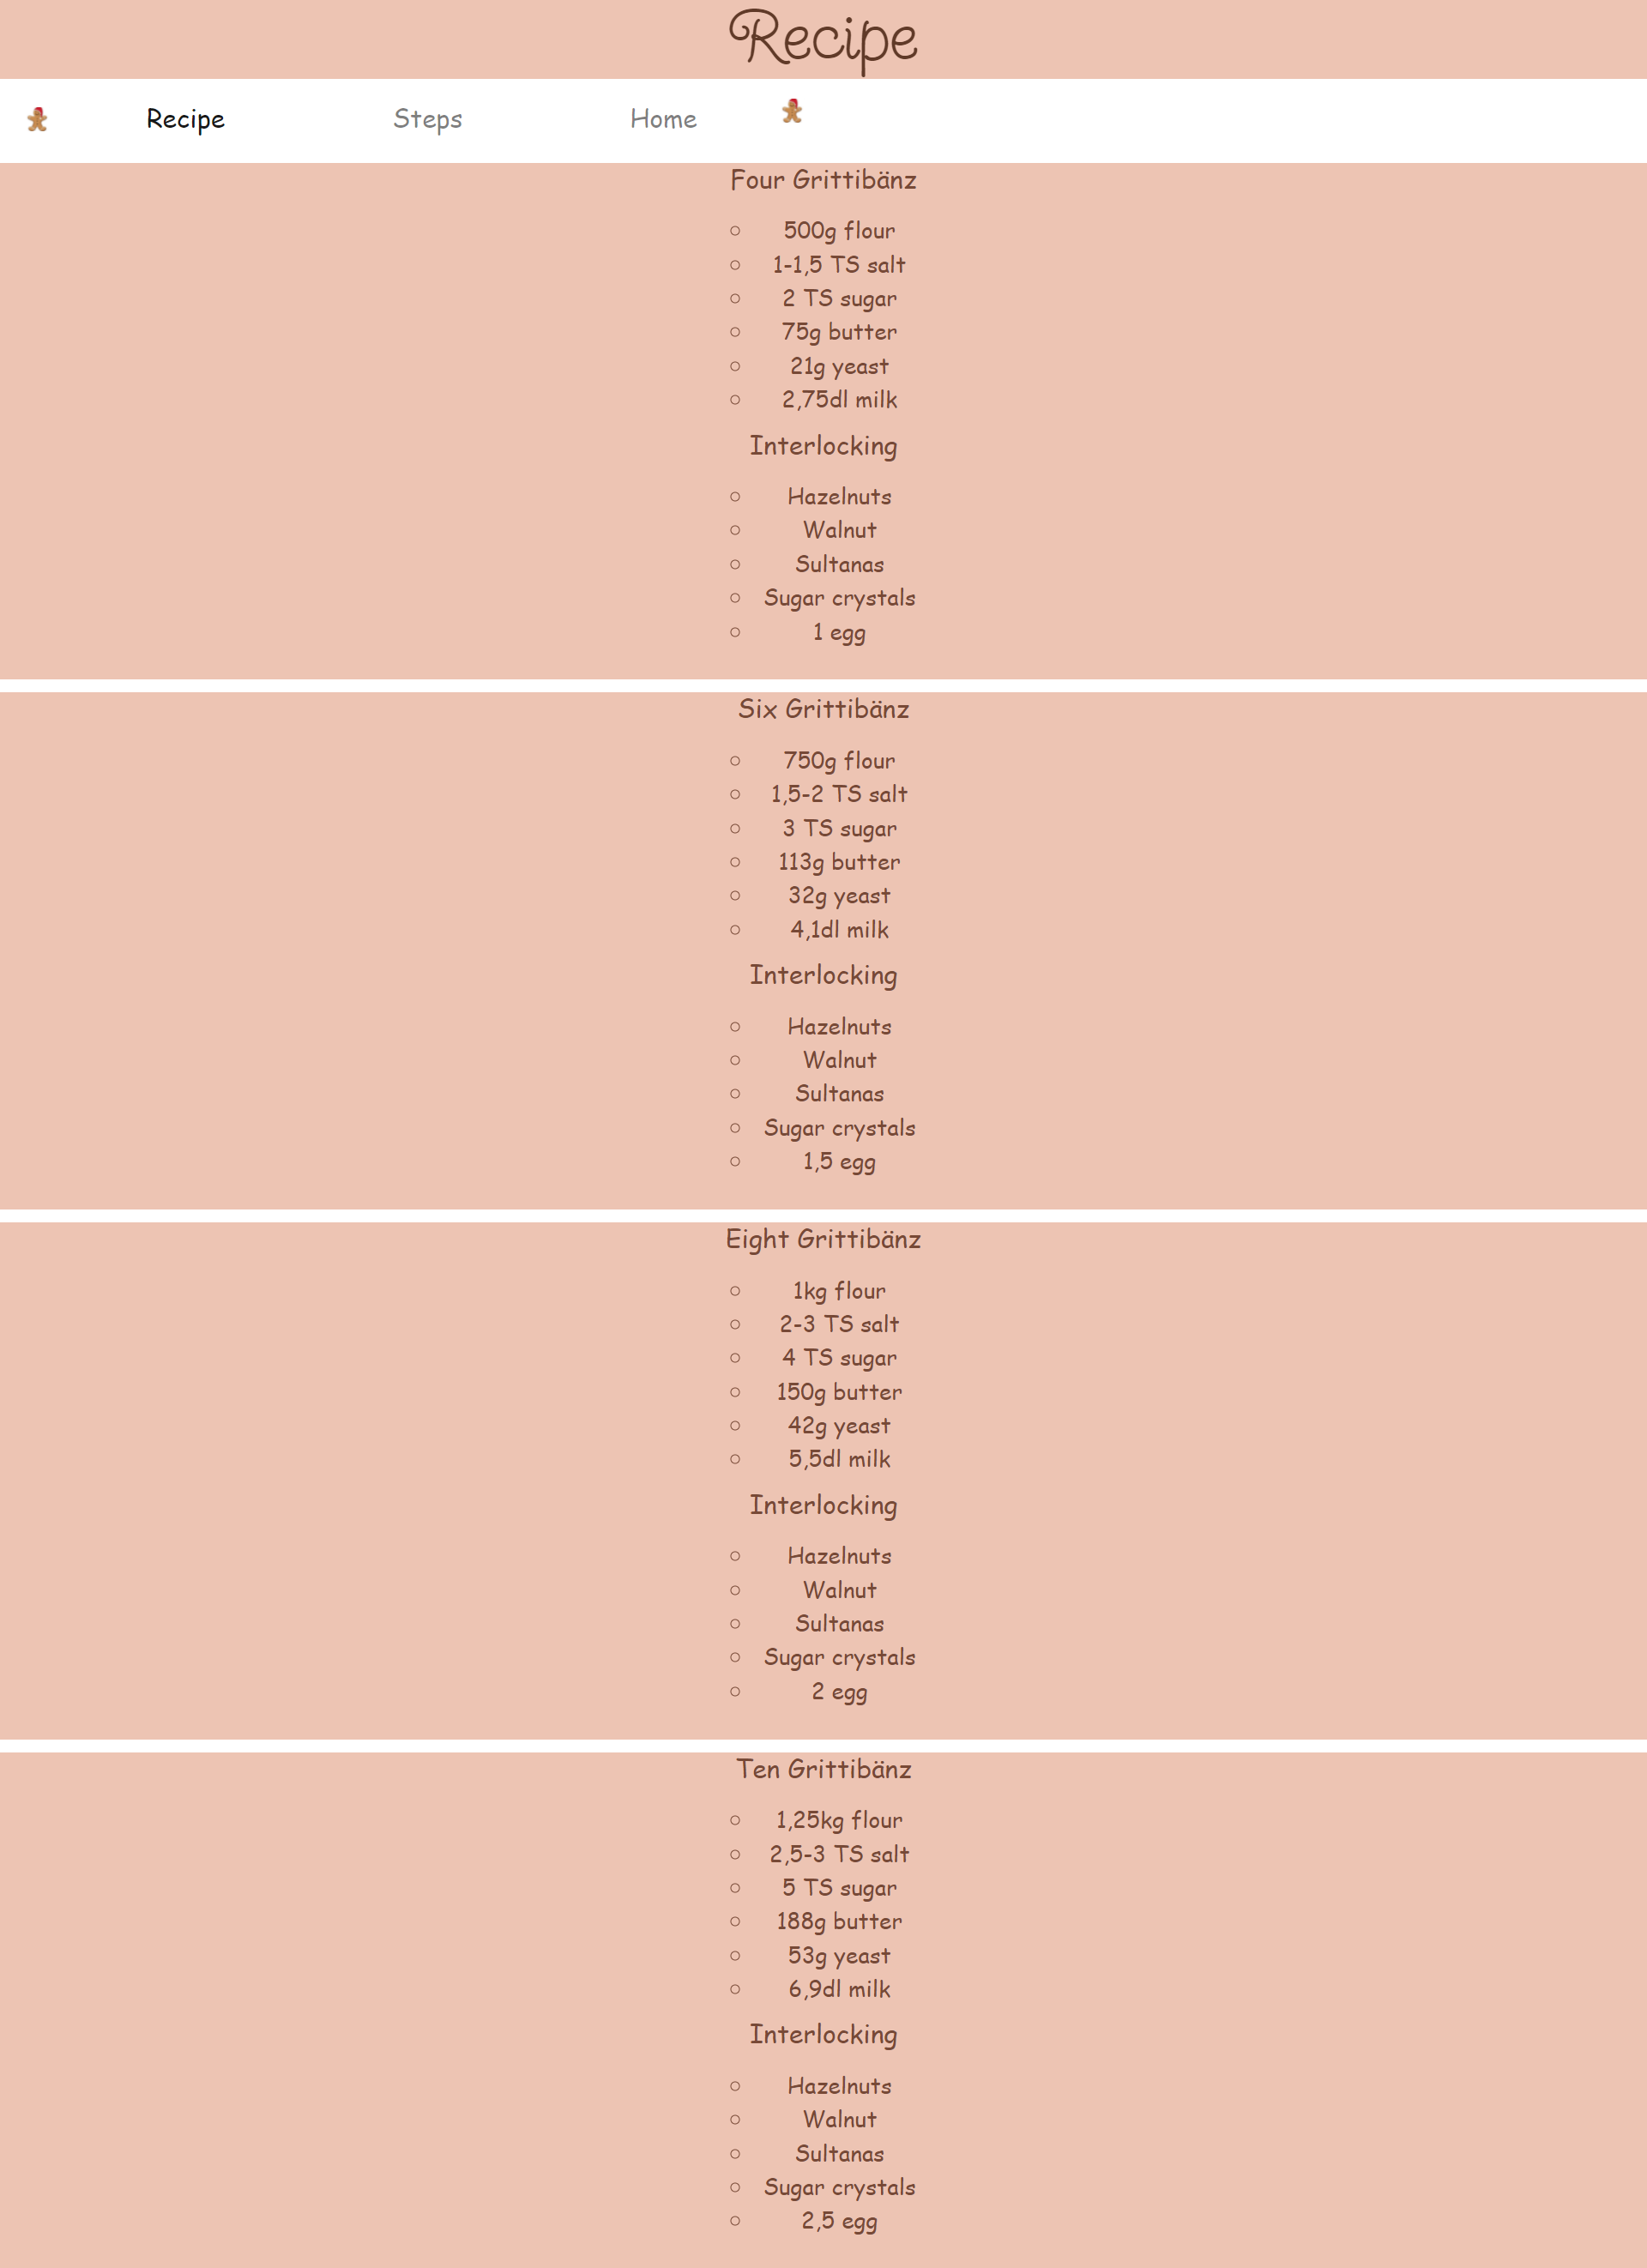 Recipe
Recipe Steps Home
Four Grittibänz
500g flour
1-1,5 TS salt
2 TS sugar
75g butter
21g yeast
2,75dl milk
Interlocking
Hazelnuts
Walnut
Sultanas
Sugar crystals
1 egg
Six Grittibänz
750g flour
1,5-2 TS salt
3 TS sugar
113g butter
32g yeast
4,1dl milk
Interlocking
Hazelnuts
Walnut
Sultanas
Sugar crystals
1,5 egg
Eight Grittibänz
1kg flour
2-3 TS salt
4 TS sugar
150g butter
42g yeast
5,5dl milk
Interlocking
Hazelnuts
Walnut
Sultanas
Sugar crystals
2 egg
Ten Grittibänz
1,25kg flour
2,5-3 TS salt
5 TS sugar
188g butter
53g yeast
6,9dl milk
Interlocking
Hazelnuts
Walnut
Sultanas
Sugar crystals
2,5 egg